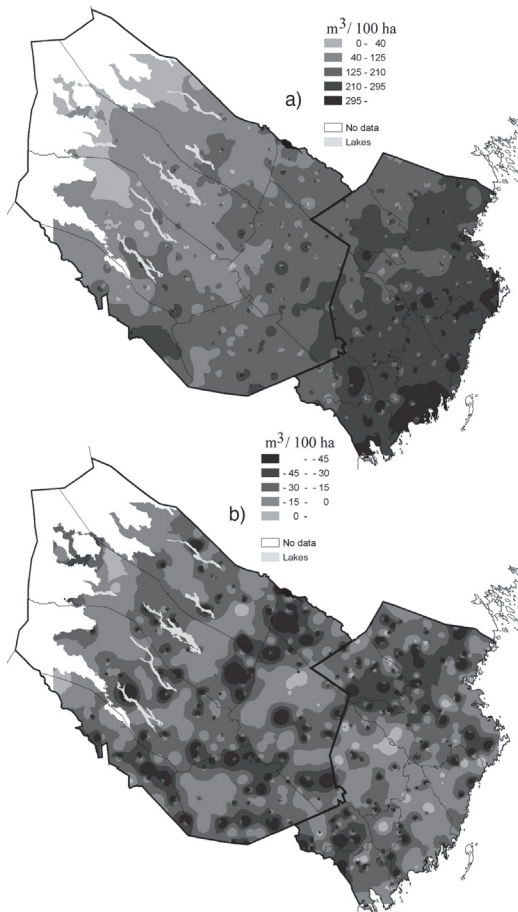 m³/ 100 ha
0 - 40
40 - 125
125 - 210
210 - 295
295 -
a)
No data
Lakes
m³/ 100 ha
- -45
- 45 - -30
- 30 - -15
- 15 - 0
0 -
b)
No data
Lakes